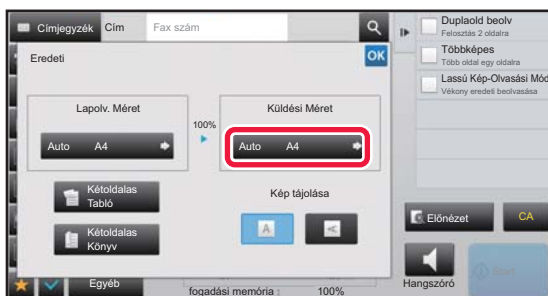 Címjegyzék Cím Fax szám
Eredeti OK
Lapolv. Méret
100%
Küldési Méret
Auto A4
Auto A4
Kétoldalas
Tabló
Kétoldalas
Könyv
Kép tájolása
A
A
Egyéb
fogadási memória : 100%
Duplaold beolv
Felosztás 2 oldalra
Többképes
Több oldal egy oldalra
Lassú Kép-Olvasási Mód
Vékony eredeti beolvasása
Előnézet
CA
Hangszóró
Start